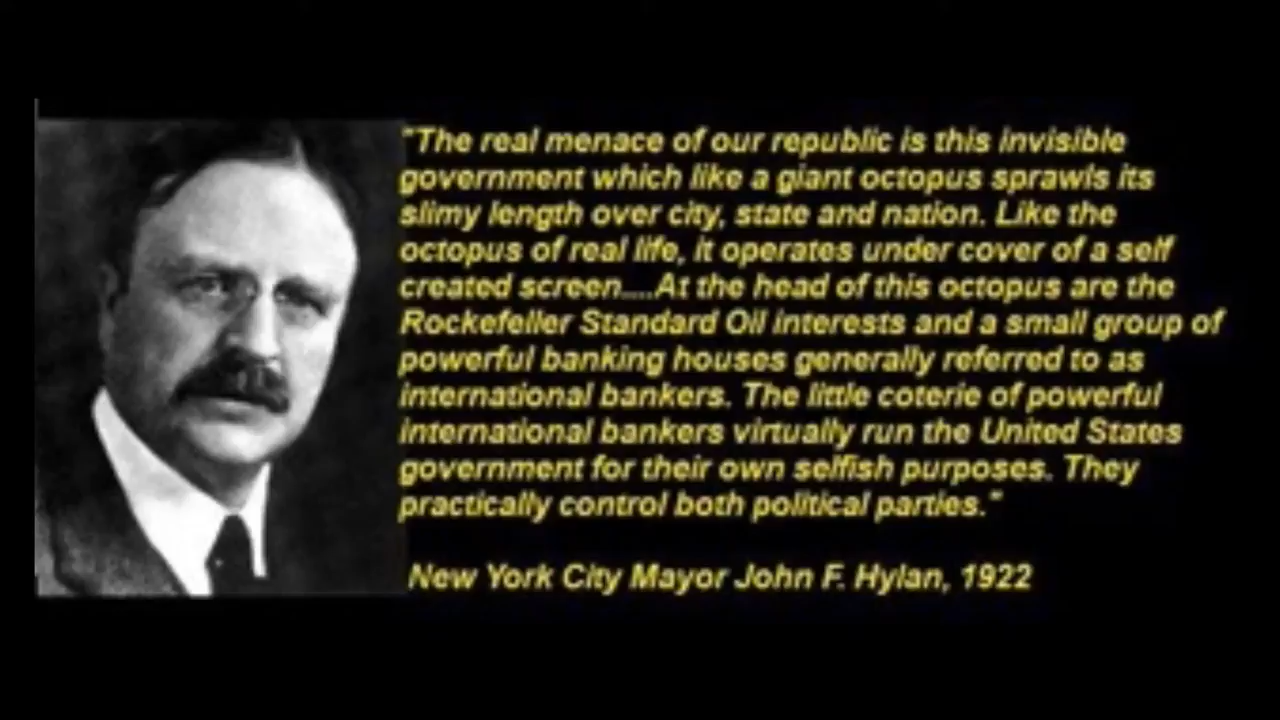 "The real menace of our republic is this invisible
government which like a giant octopus sprawls its
slimy length over city, state and nation. Like the
octopus of real life, it operates under cover of a self
created screen....At the head of this octopus are the
Rockefeller Standard Oil interests and a small group of
powerful banking houses generally referred to as
international bankers. The little coterie of powerful
international bankers virtually run the United States
government for their own selfish purposes. They
practically control both political parties."
New York City Mayor John F. Hylan, 1922